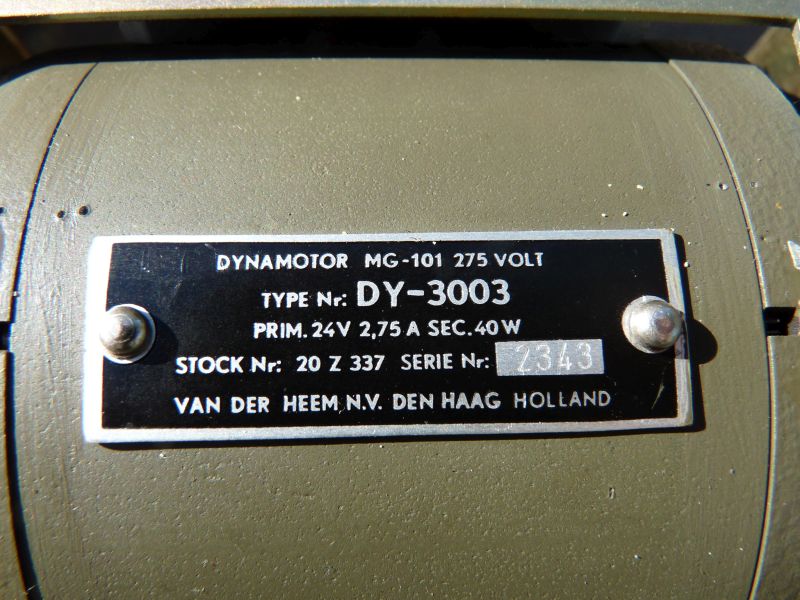 DYNAMOTOR MG-101 275 VOLT
TYPE Nr: DY-3003
PRIM. 24V 2,75 A SEC. 40 W
STOCK Nr: 20 Z 337 SERIE Nr: 2343
VAN DER HEEM N.V. DEN HAAG HOLLAND